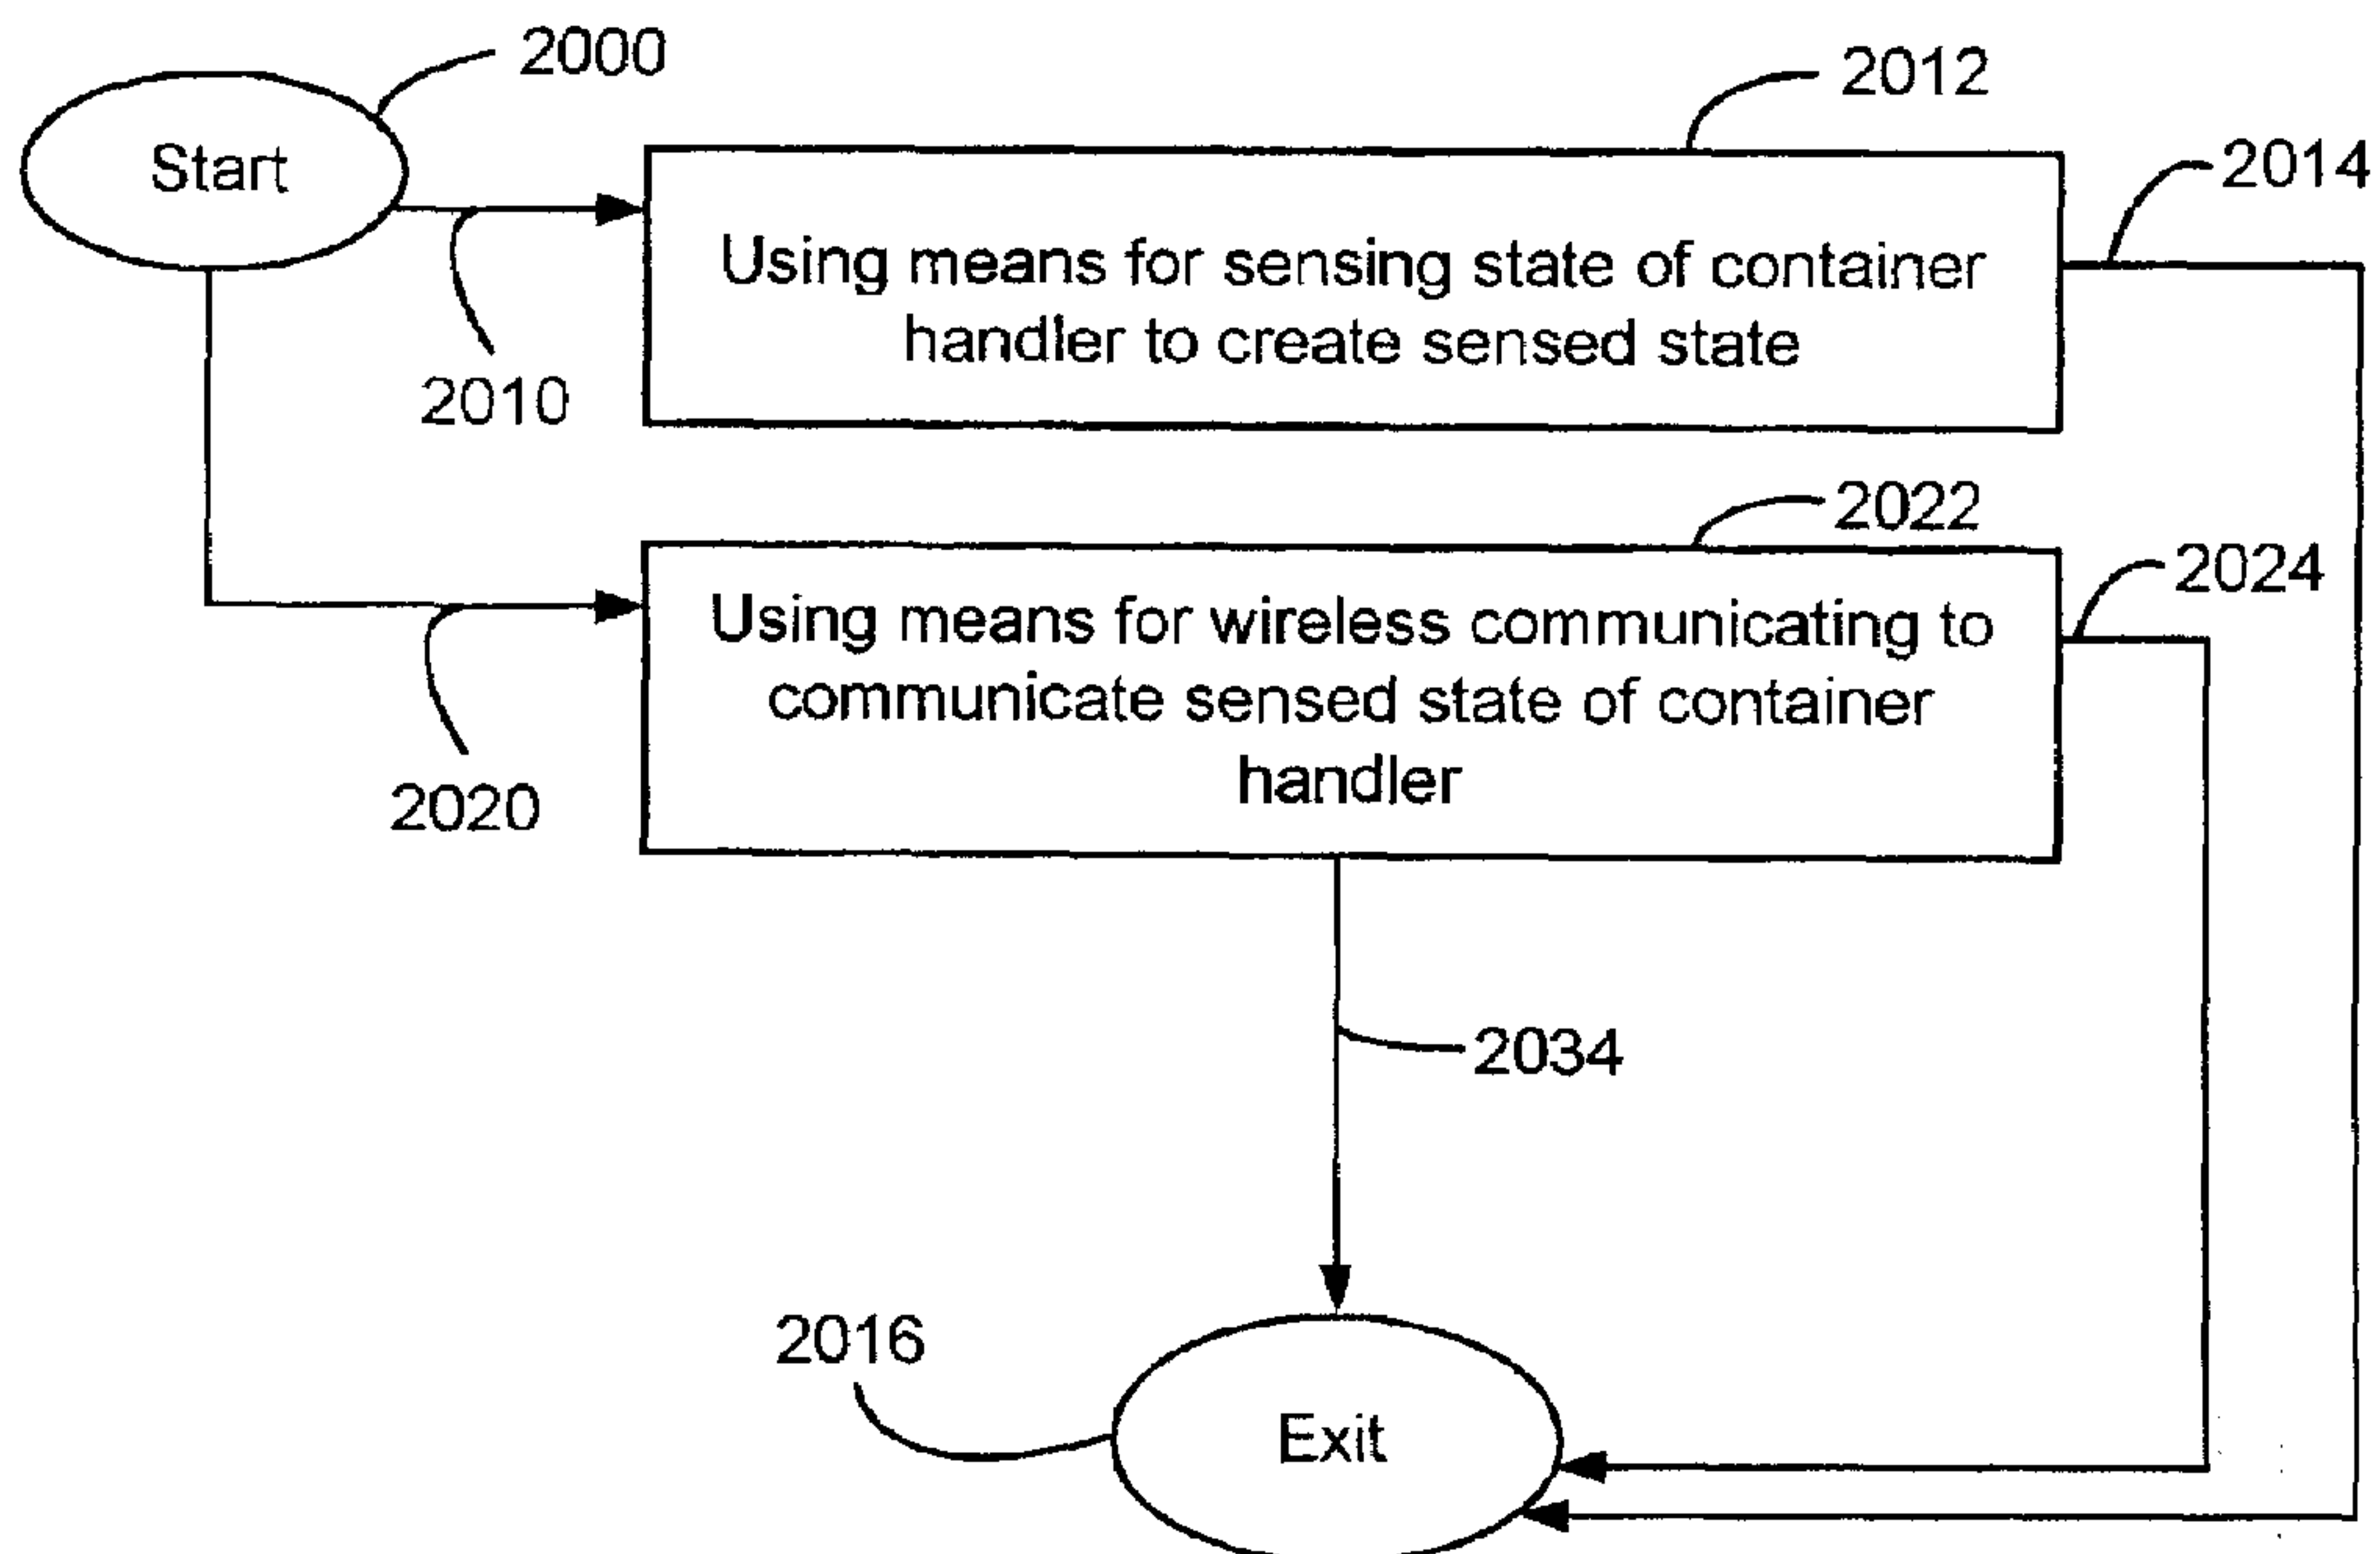 2000
Start
2012
2014
Using means for sensing state of container
handler to create sensed state
2010
2022
2024
Using means for wireless communicating to
communicate sensed state of container
handler
2020
2034
2016
Exit